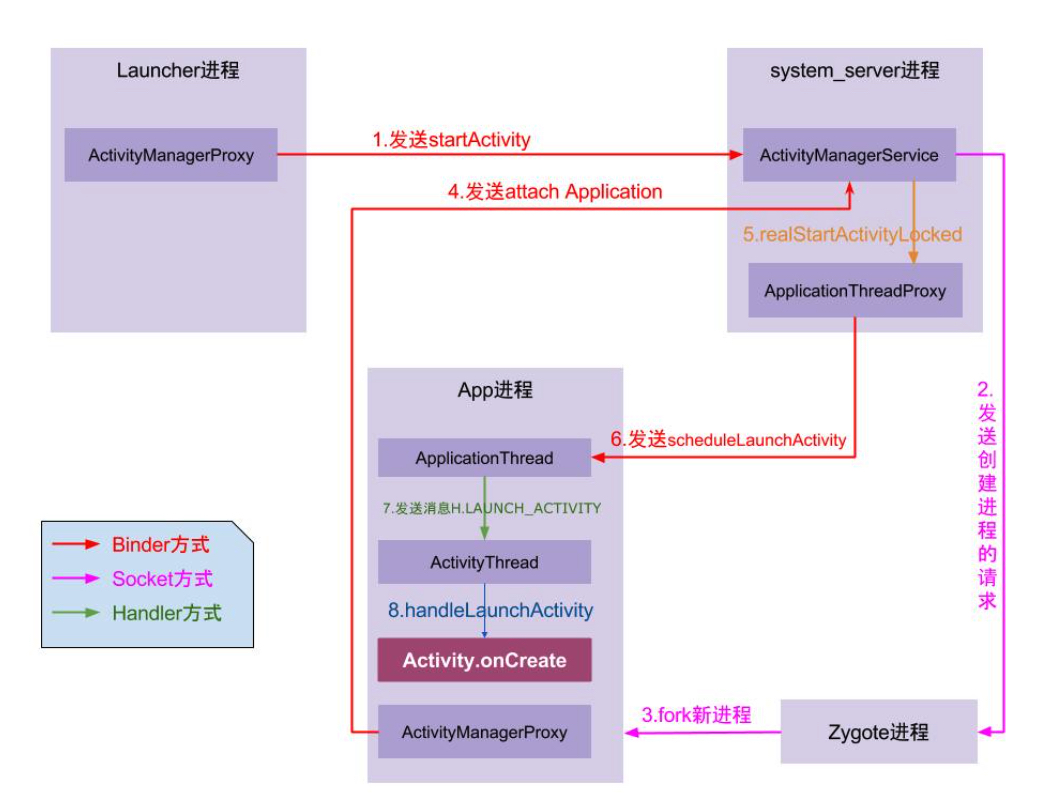 Launcher进程
ActivityManagerProxy
1.发送startActivity
system_server进程
ActivityManagerService
4.发送attach Application
5.realStartActivityLocked
ApplicationThreadProxy
2.发送创建进程的请求
App进程
ApplicationThread
6.发送scheduleLaunchActivity
7.发送消息H.LAUNCH_ACTIVITY
ActivityThread
8.handleLaunchActivity
Activity.onCreate
ActivityManagerProxy
3.fork新进程
Zygote进程
Binder方式
Socket方式
Handler方式